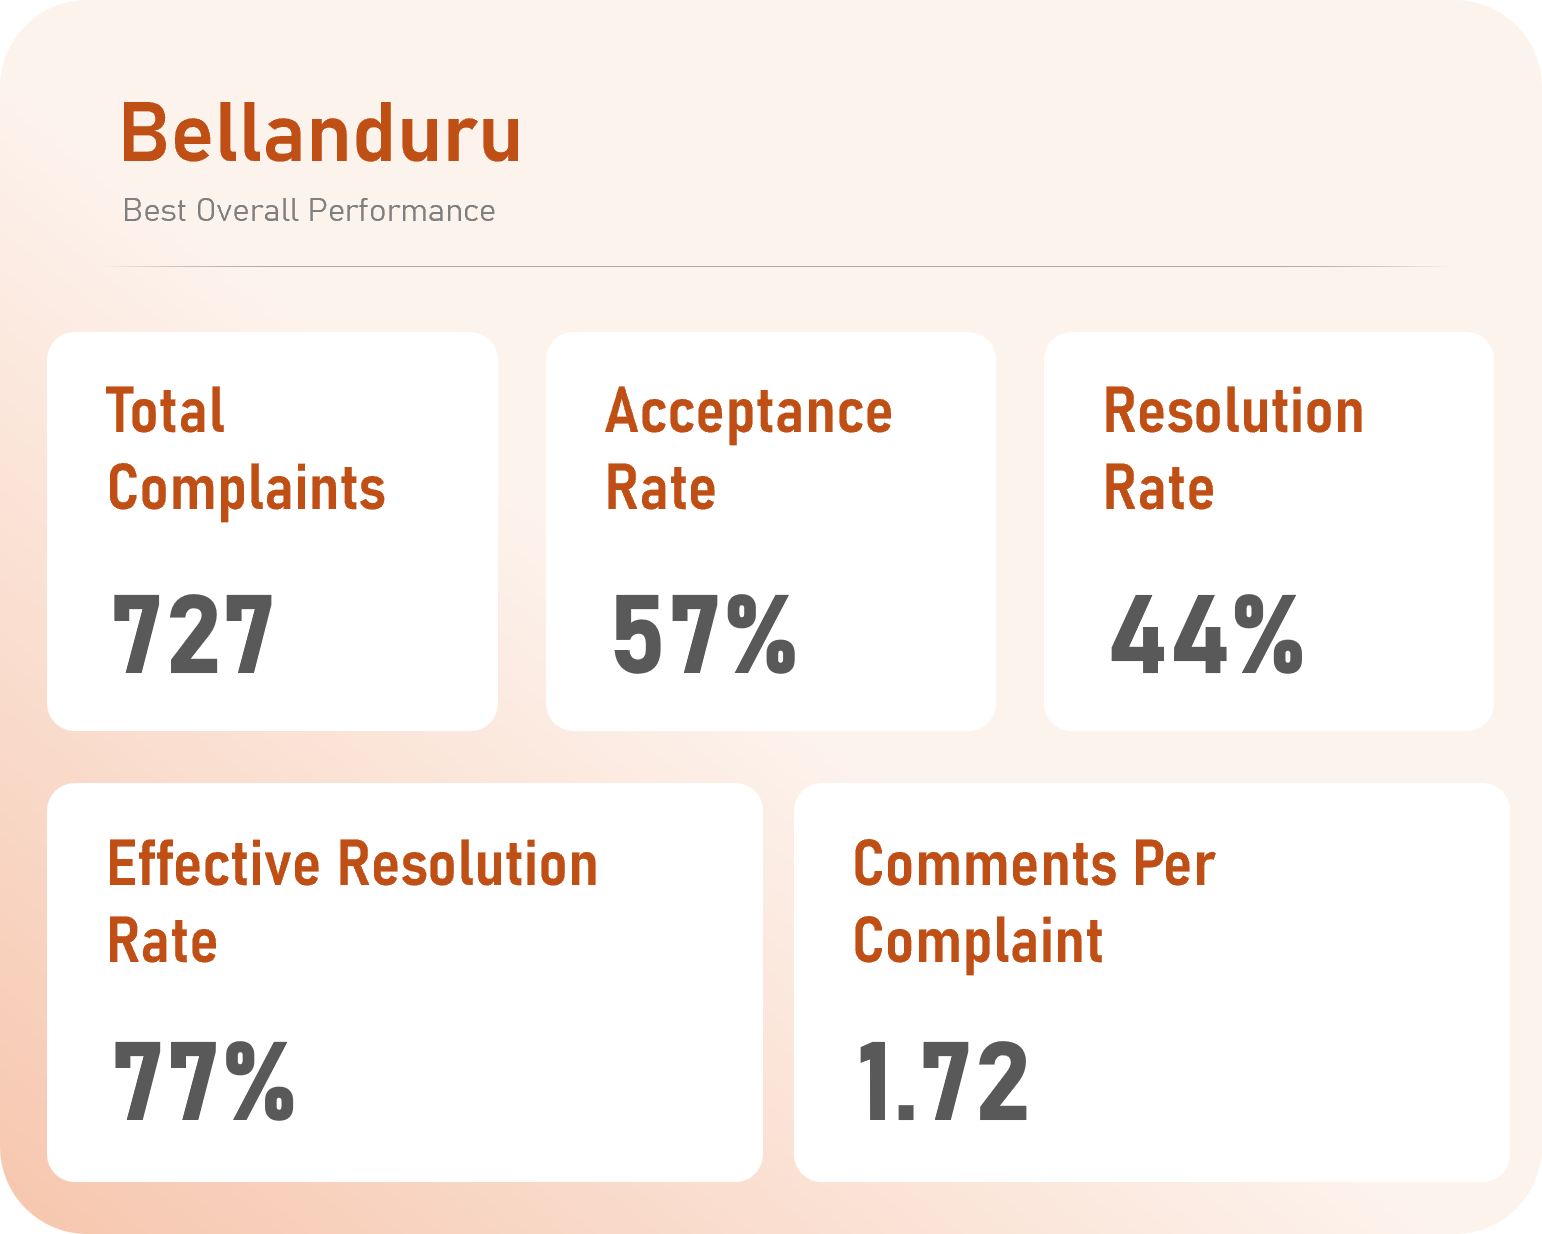 Bellanduru
Best Overall Performance
Total
Complaints
727
Acceptance
Rate
57%
Resolution
Rate
44%
Effective Resolution
Rate
77%
Comments Per
Complaint
1.72